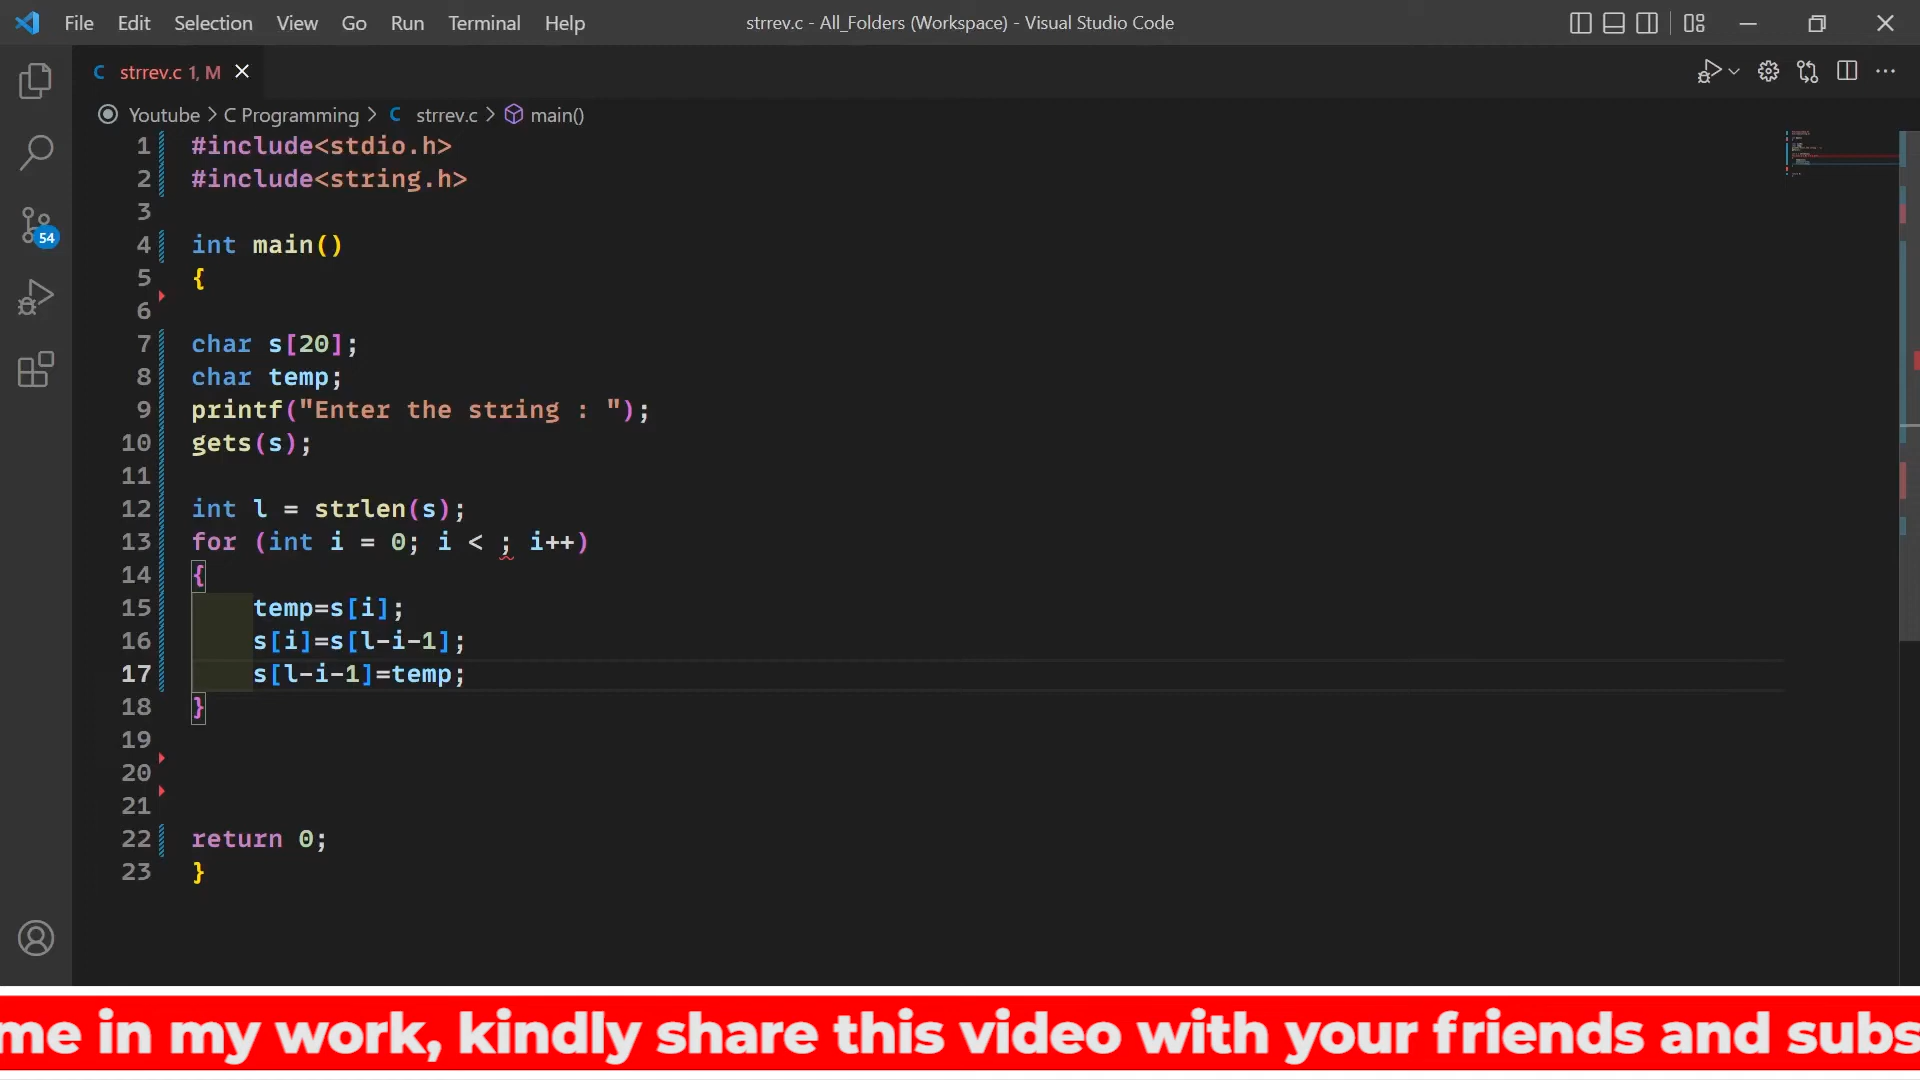 File Edit Selection View Go Run Terminal Help strrev.c - All_Folders (Workspace) - Visual Studio Code
C strrev.c 1, M
Youtube > C Programming > C strrev.c > main()
1 #include<stdio.h>
2 #include<string.h>
3
4 int main()
5 {
6
7 char s[20];
8 char temp;
9 printf("Enter the string : ");
10 gets(s);
11
12 int l = strlen(s);
13 for (int i = 0; i < ; i++)
14 {
15 temp=s[i];
16 s[i]=s[l-i-1];
17 s[l-i-1]=temp;
18 }
19
20
21
22 return 0;
23 }
54
me in my work, kindly share this video with your friends and subs